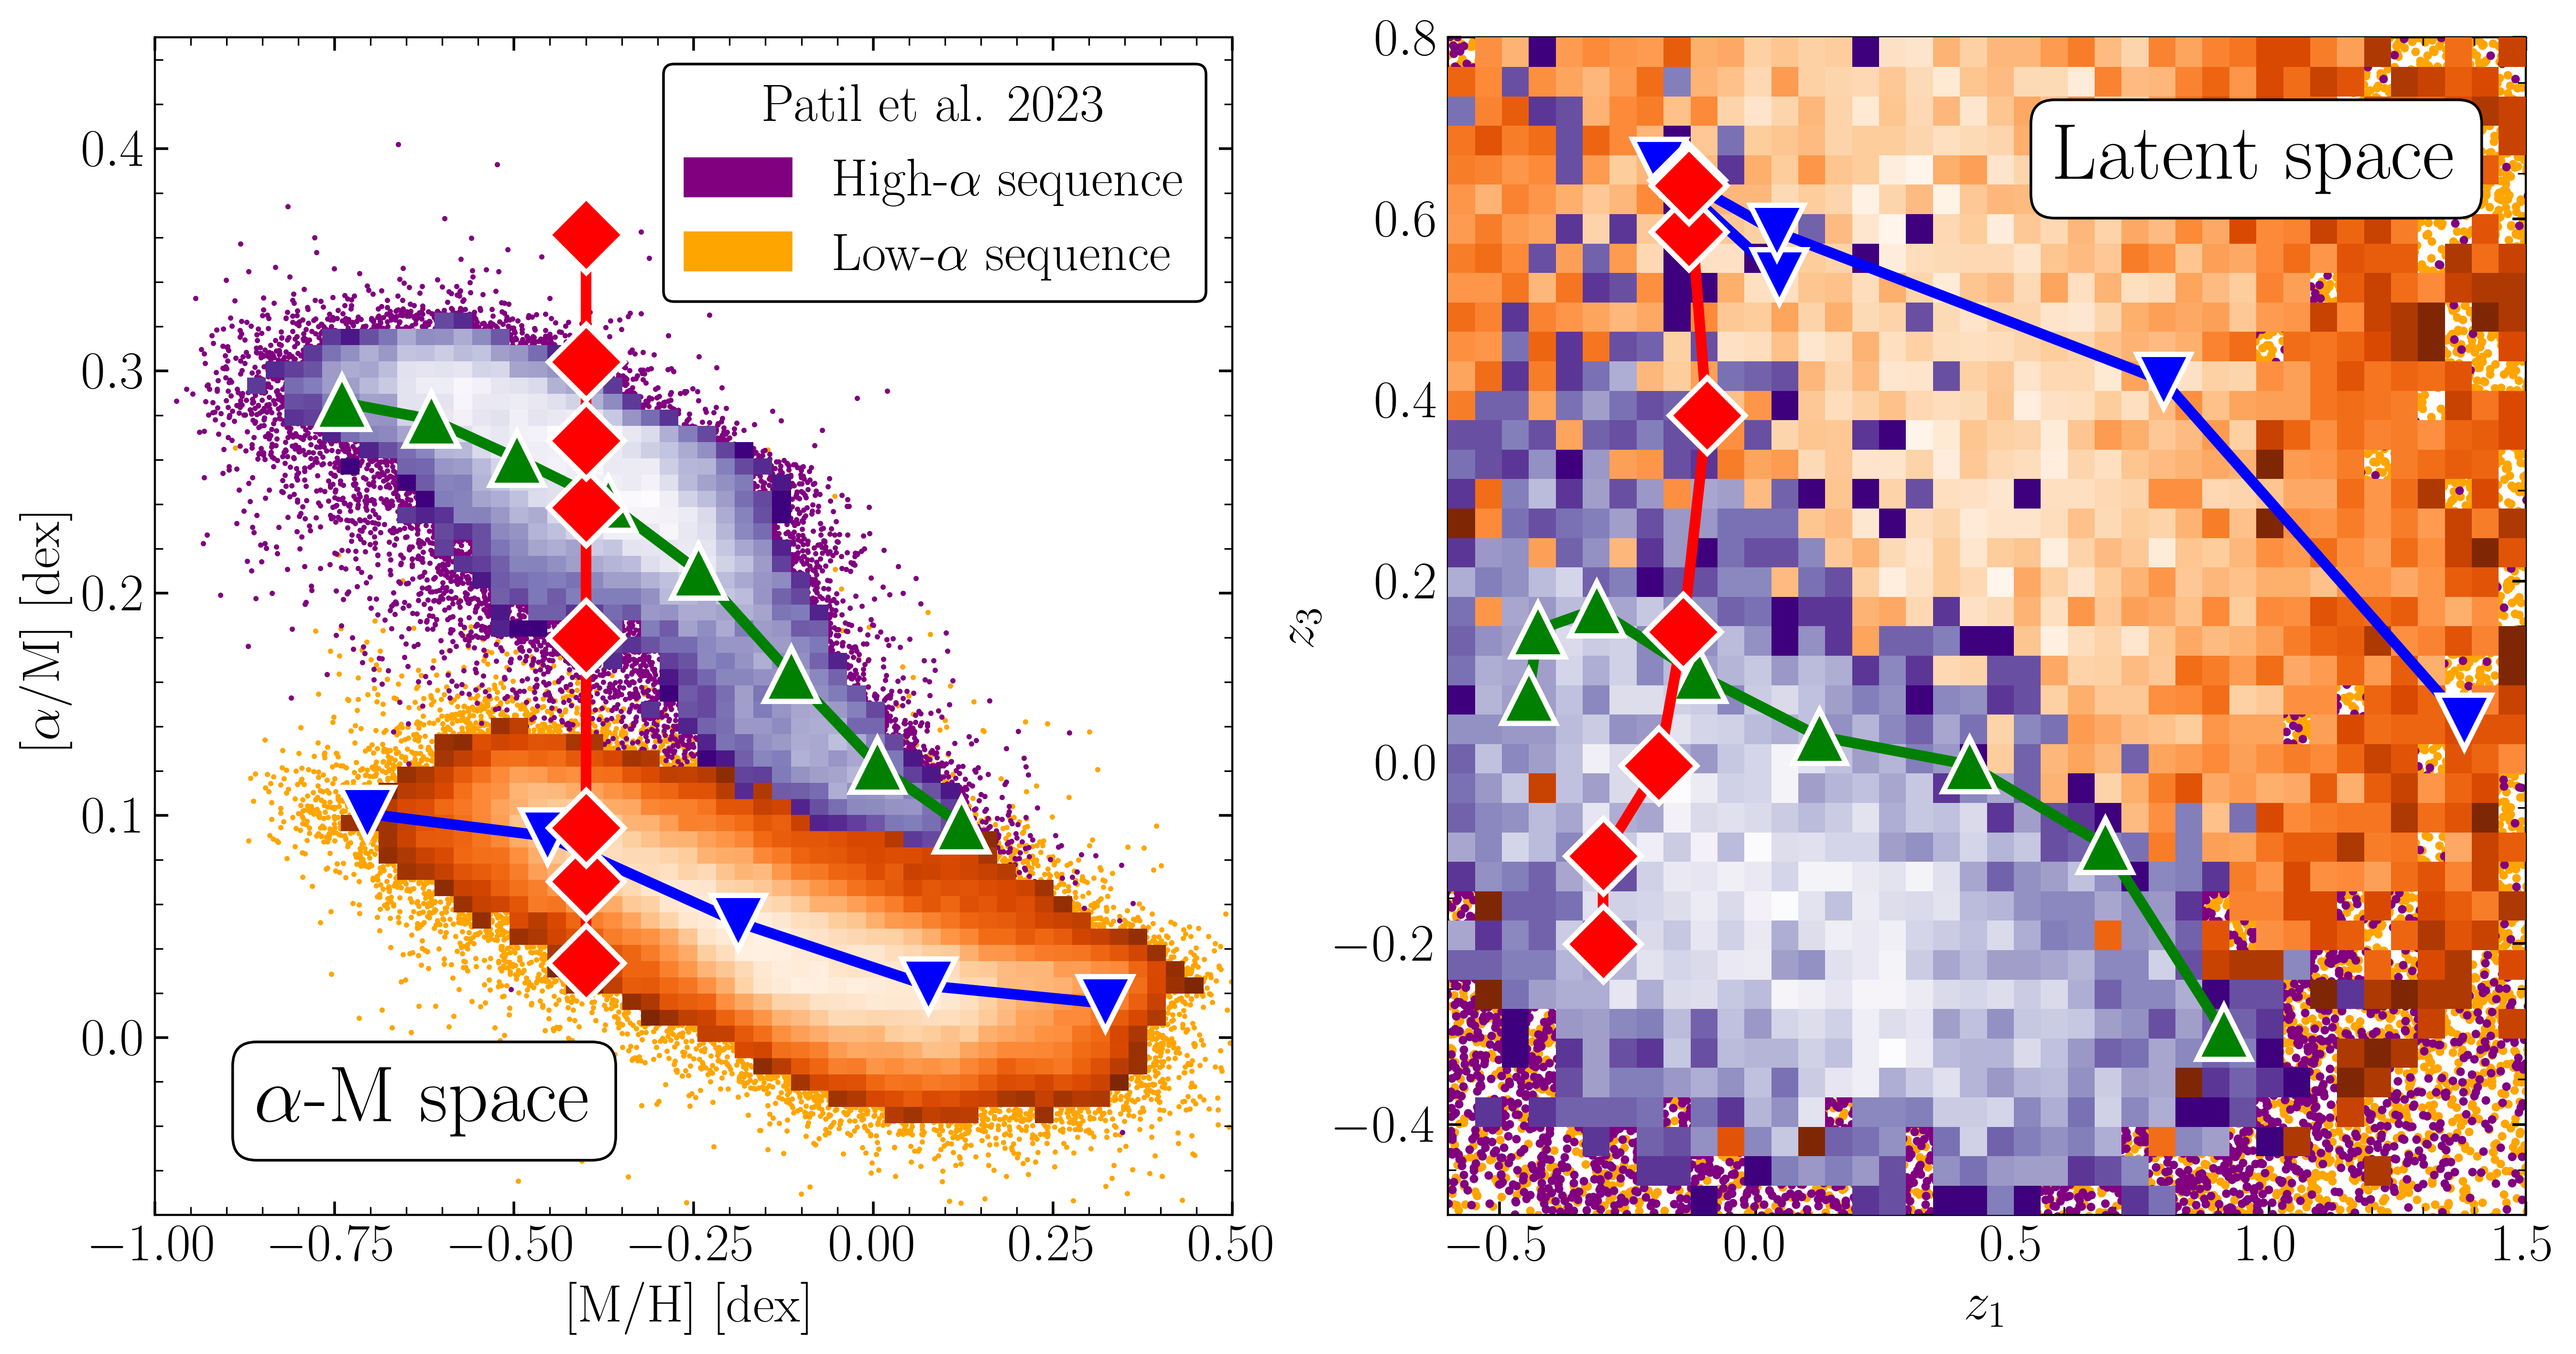 Patil et al. 2023
High-α sequence
Low-α sequence
α-M space
0.4
0.3
0.2
0.1
0.0
[α/M] [dex]
−1.00 −0.75 −0.50 −0.25 0.00 0.25 0.50
[M/H] [dex]
Latent space
0.8
0.6
0.4
0.2
0.0
−0.2
−0.4
z₃
−0.5 0.0 0.5 1.0 1.5
z₁